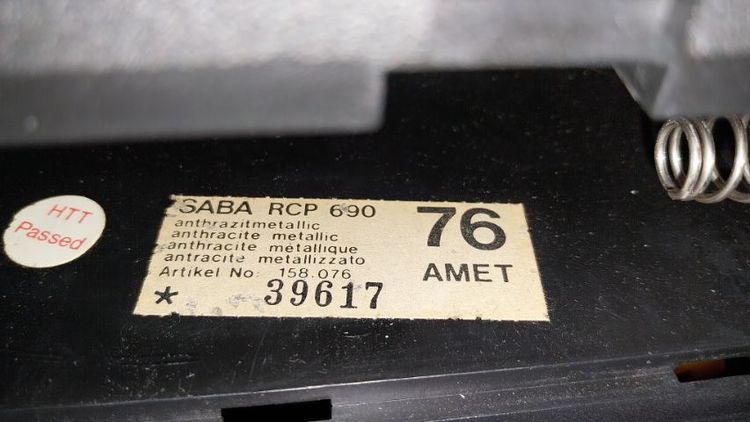 HTT
Passed
SABA RCP 690
anthrazitmetallic
anthracite metallic
anthracite métallique
antracite metallizzato
Artikel No: 158.076
* 39617
76
AMET